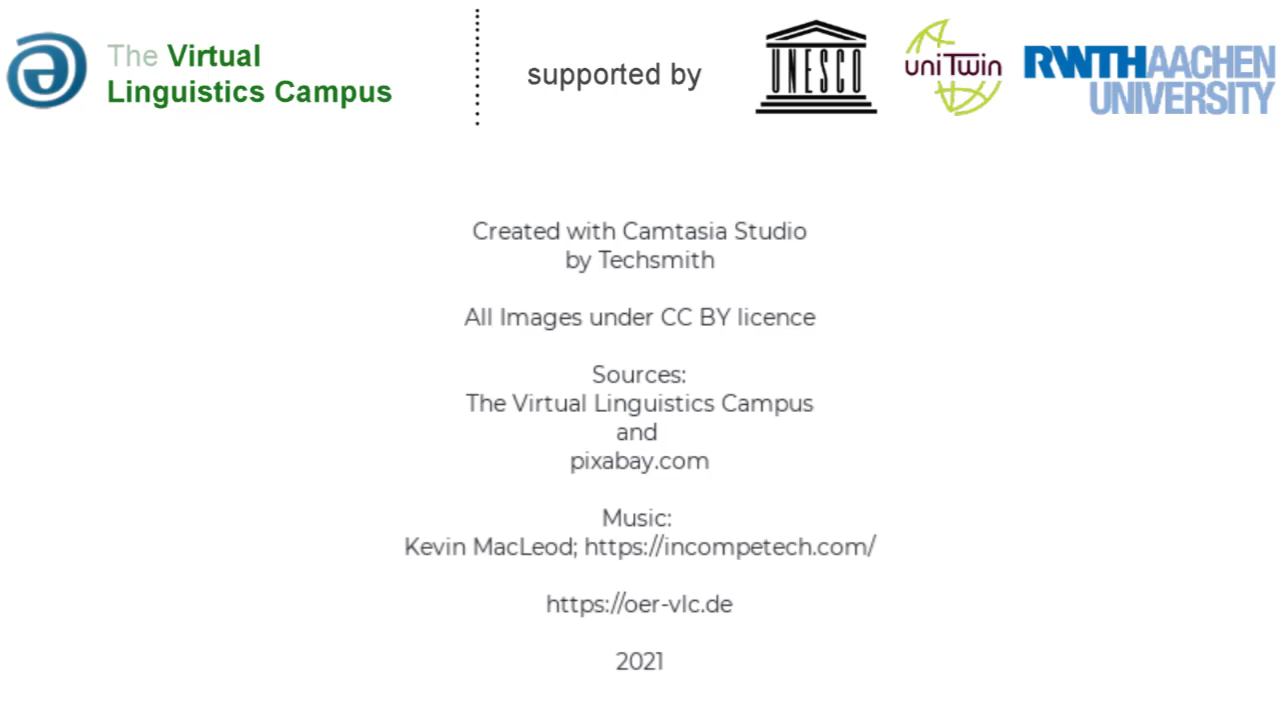 The Virtual
Linguistics Campus
supported by
UNESCO
uniTwin
RWTHAACHEN
UNIVERSITY
Created with Camtasia Studio
by Techsmith
All Images under CC BY licence
Sources:
The Virtual Linguistics Campus
and
pixabay.com
Music:
Kevin MacLeod; https://incompetech.com/
https://oer-vlc.de
2021